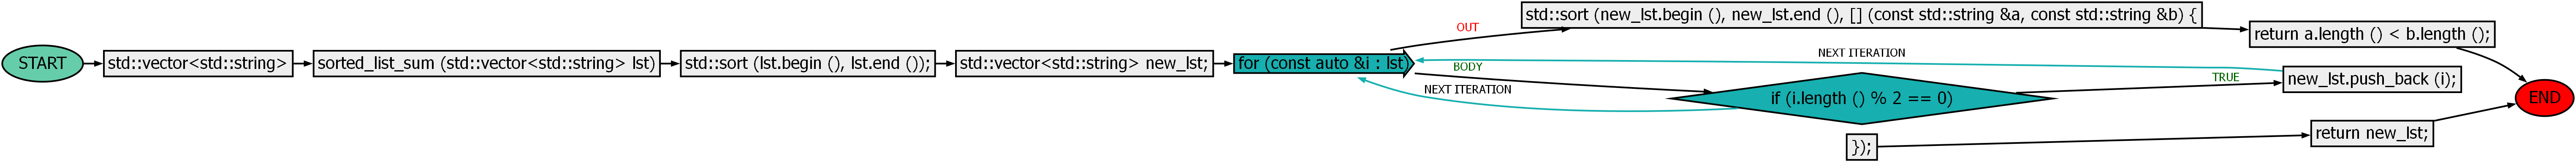 START
std::vector<std::string>
sorted_list_sum (std::vector<std::string> lst)
std::sort (lst.begin (), lst.end ());
std::vector<std::string> new_lst;
for (const auto &i : lst)
OUT
std::sort (new_lst.begin (), new_lst.end (), [] (const std::string &a, const std::string &b) {
return a.length () < b.length ();
NEXT ITERATION
BODY
NEXT ITERATION
if (i.length () % 2 == 0)
TRUE
new_lst.push_back (i);
END
});
return new_lst;